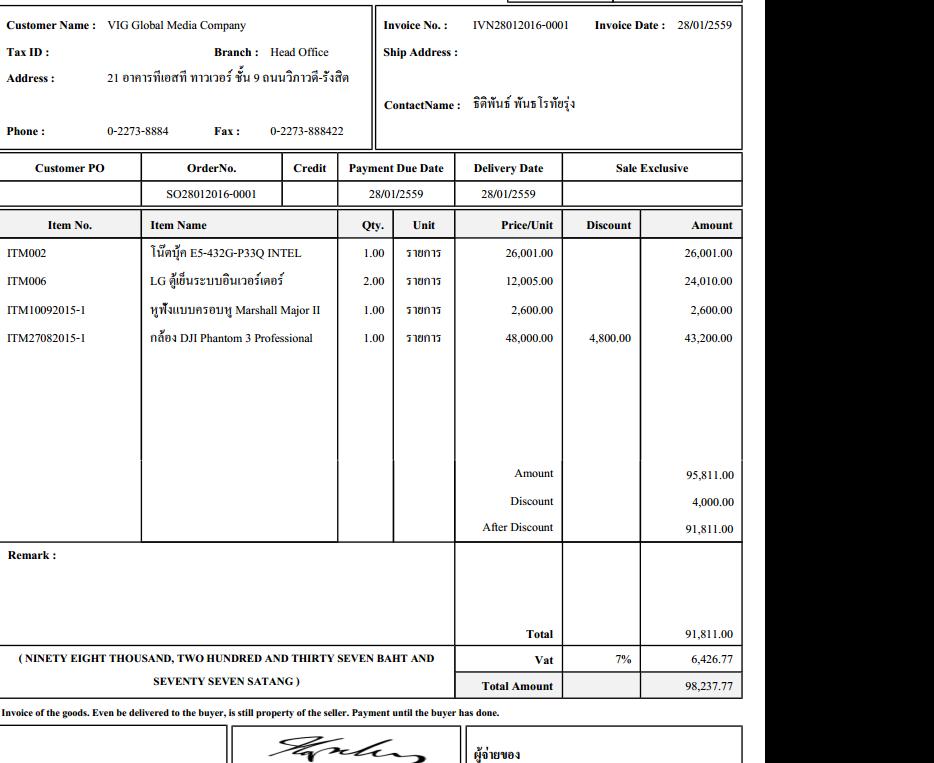 Customer Name : VIG Global Media Company
Tax ID : Branch : Head Office
Address : 21 อาคารทีเอสที ทาวเวอร์ ชั้น 9 ถนนวิภาวดี-รังสิต
Phone : 0-2273-8884 Fax : 0-2273-888422
Invoice No. : IVN28012016-0001 Invoice Date : 28/01/2559
Ship Address :
ContactName : ธิติพันธ์ พันธโรทัยรุ่ง
Customer PO OrderNo. Credit Payment Due Date Delivery Date Sale Exclusive
SO28012016-0001 28/01/2559 28/01/2559
Item No. Item Name Qty. Unit Price/Unit Discount Amount
ITM002 โน๊ตบุ้ค E5-432G-P33Q INTEL 1.00 รายการ 26,001.00 26,001.00
ITM006 LG ตู้เย็นระบบอินเวอร์เตอร์ 2.00 รายการ 12,005.00 24,010.00
ITM10092015-1 หูฟังแบบครอบหู Marshall Major II 1.00 รายการ 2,600.00 2,600.00
ITM27082015-1 กล้อง DJI Phantom 3 Professional 1.00 รายการ 48,000.00 4,800.00 43,200.00
Amount 95,811.00
Discount 4,000.00
After Discount 91,811.00
Remark :
Total 91,811.00
( NINETY EIGHT THOUSAND, TWO HUNDRED AND THIRTY SEVEN BAHT AND
SEVENTY SEVEN SATANG )
Vat 7% 6,426.77
Total Amount 98,237.77
Invoice of the goods. Even be delivered to the buyer, is still property of the seller. Payment until the buyer has done.
ผู้จ่ายของ